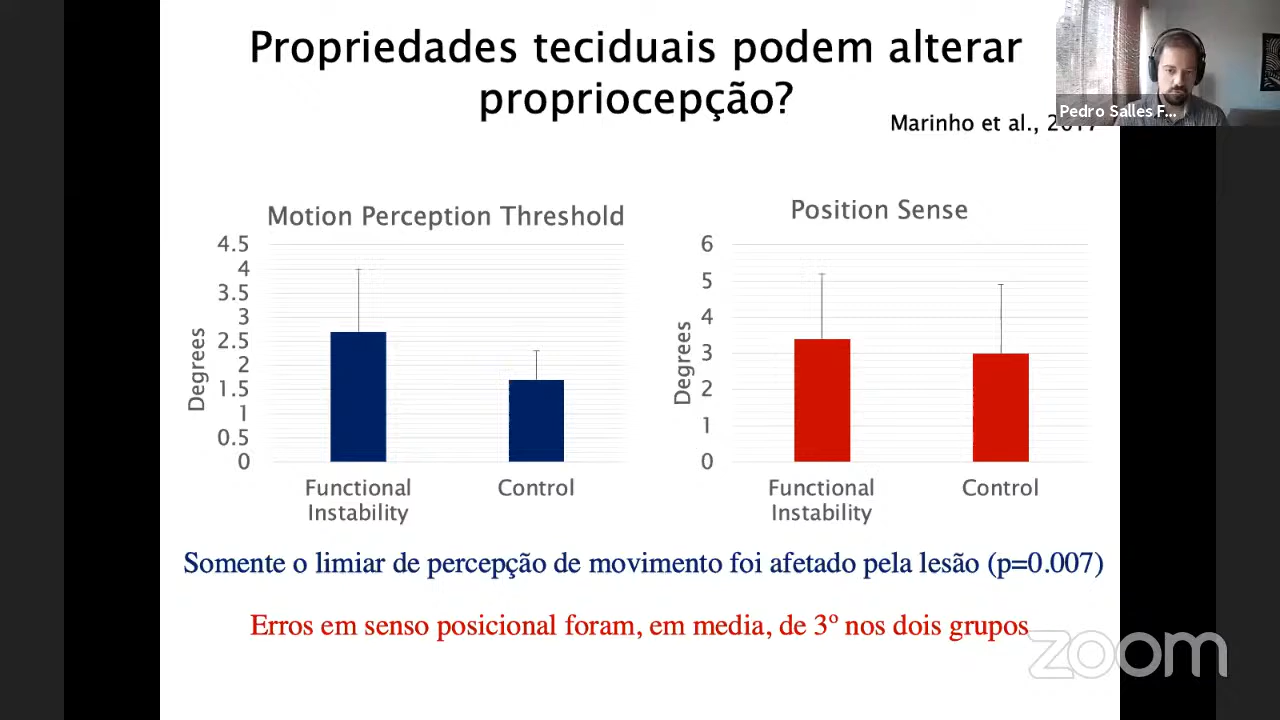 Propriedades teciduais podem alterar
propriocepção?
Marinho et al., 2017
Pedro Salles F...
Motion Perception Threshold
4.5
4
3.5
3
2.5
2
1.5
1
0.5
0
Degrees
Functional
Instability
Control
Position Sense
6
5
4
3
2
1
0
Degrees
Functional
Instability
Control
Somente o limiar de percepção de movimento foi afetado pela lesão (p=0.007)
Erros em senso posicional foram, em media, de 3º nos dois grupos
zoom